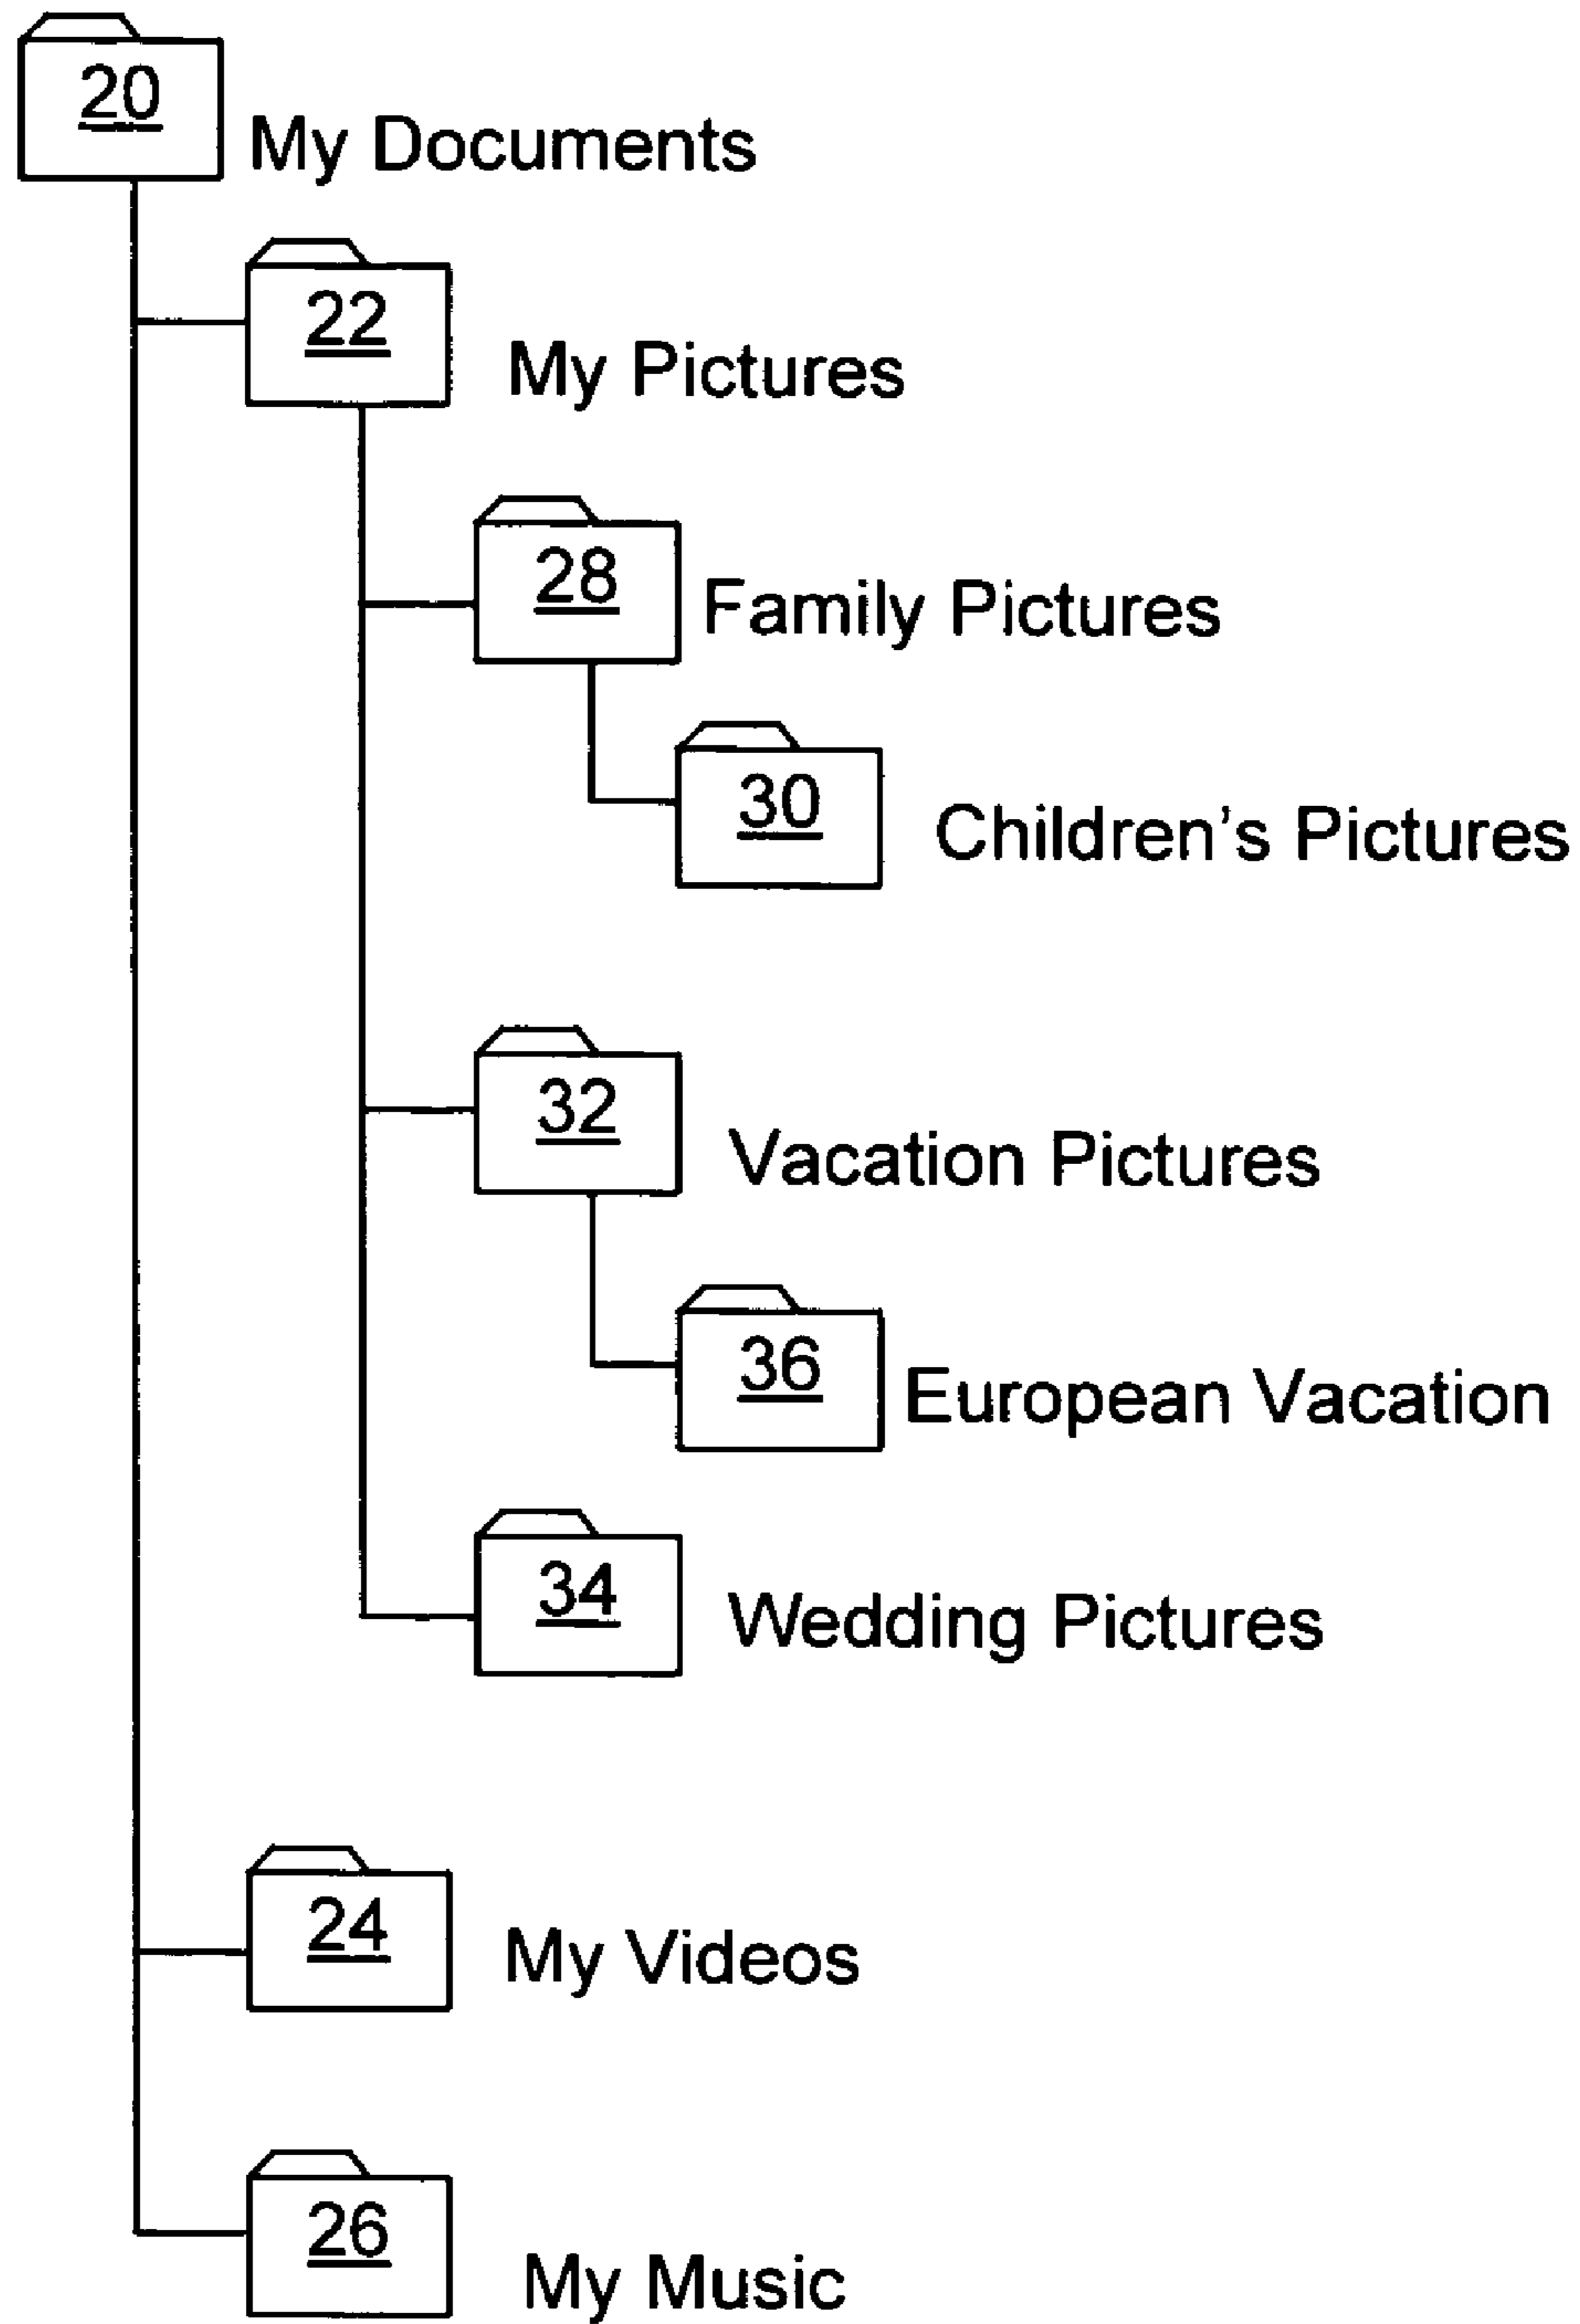 20
My Documents
22
My Pictures
28
Family Pictures
30
Children’s Pictures
32
Vacation Pictures
36
European Vacation
34
Wedding Pictures
24
My Videos
26
My Music